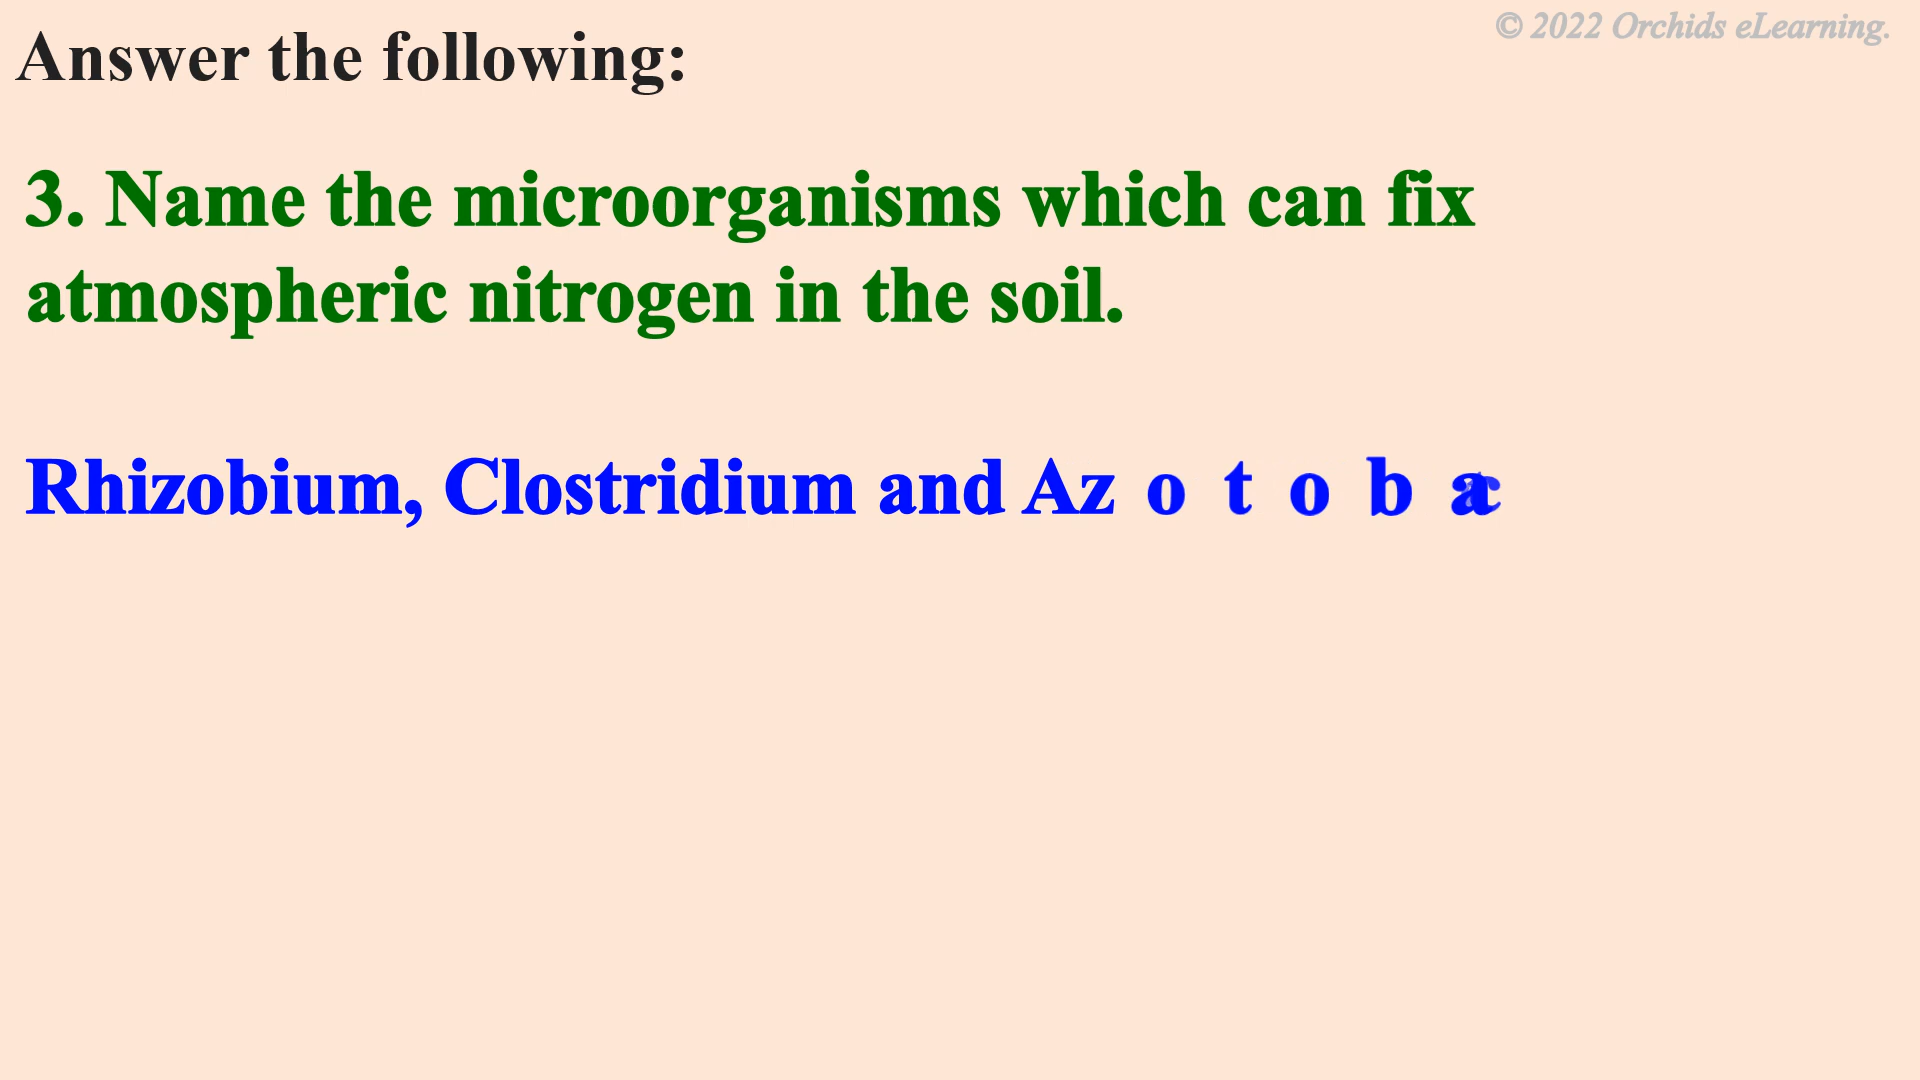 © 2022 Orchids eLearning.
Answer the following:
3. Name the microorganisms which can fix
atmospheric nitrogen in the soil.
Rhizobium, Clostridium and Az o t o b a c